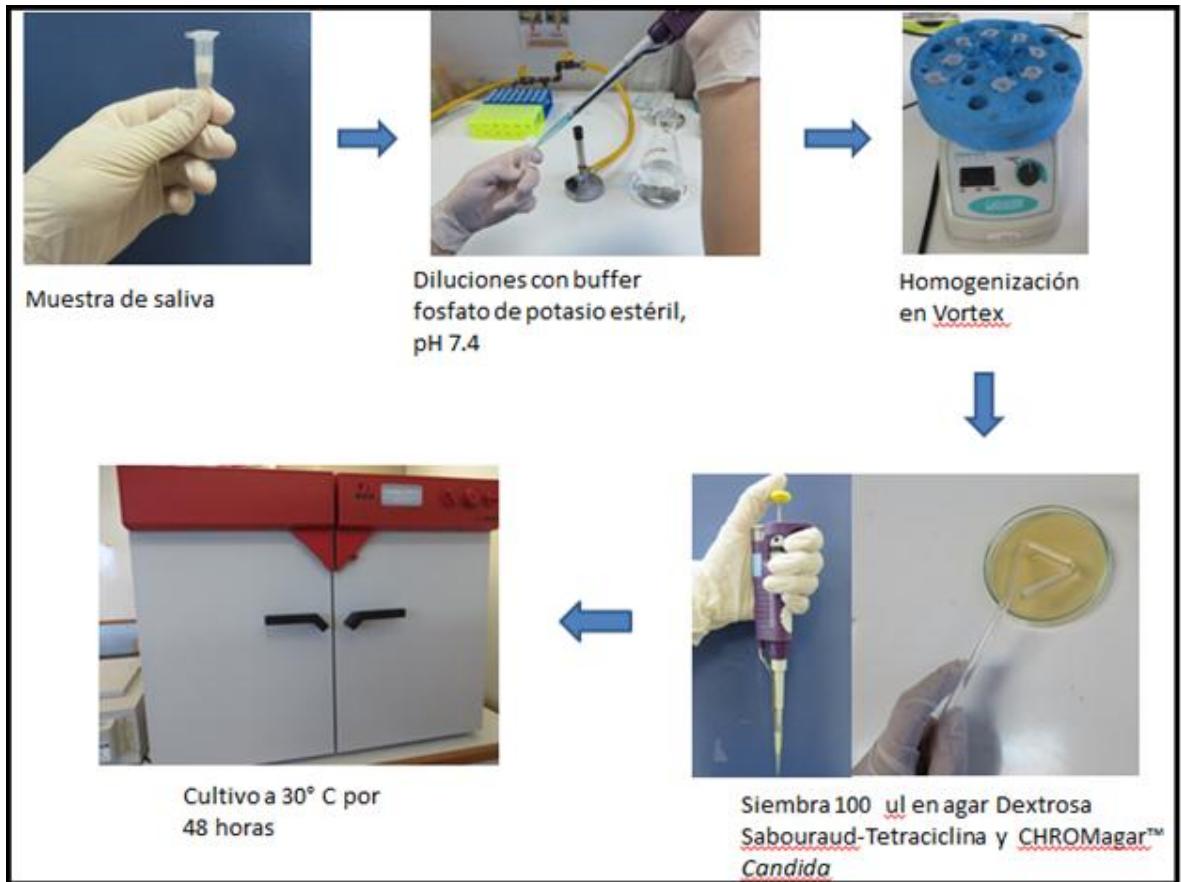 Muestra de saliva
Diluciones con buffer
fosfato de potasio estéril,
pH 7.4
Homogenización
en Vortex
Siembra 100 ul en agar Dextrosa
Sabouraud-Tetraciclina y CHROMagar™
Candida
Cultivo a 30° C por
48 horas